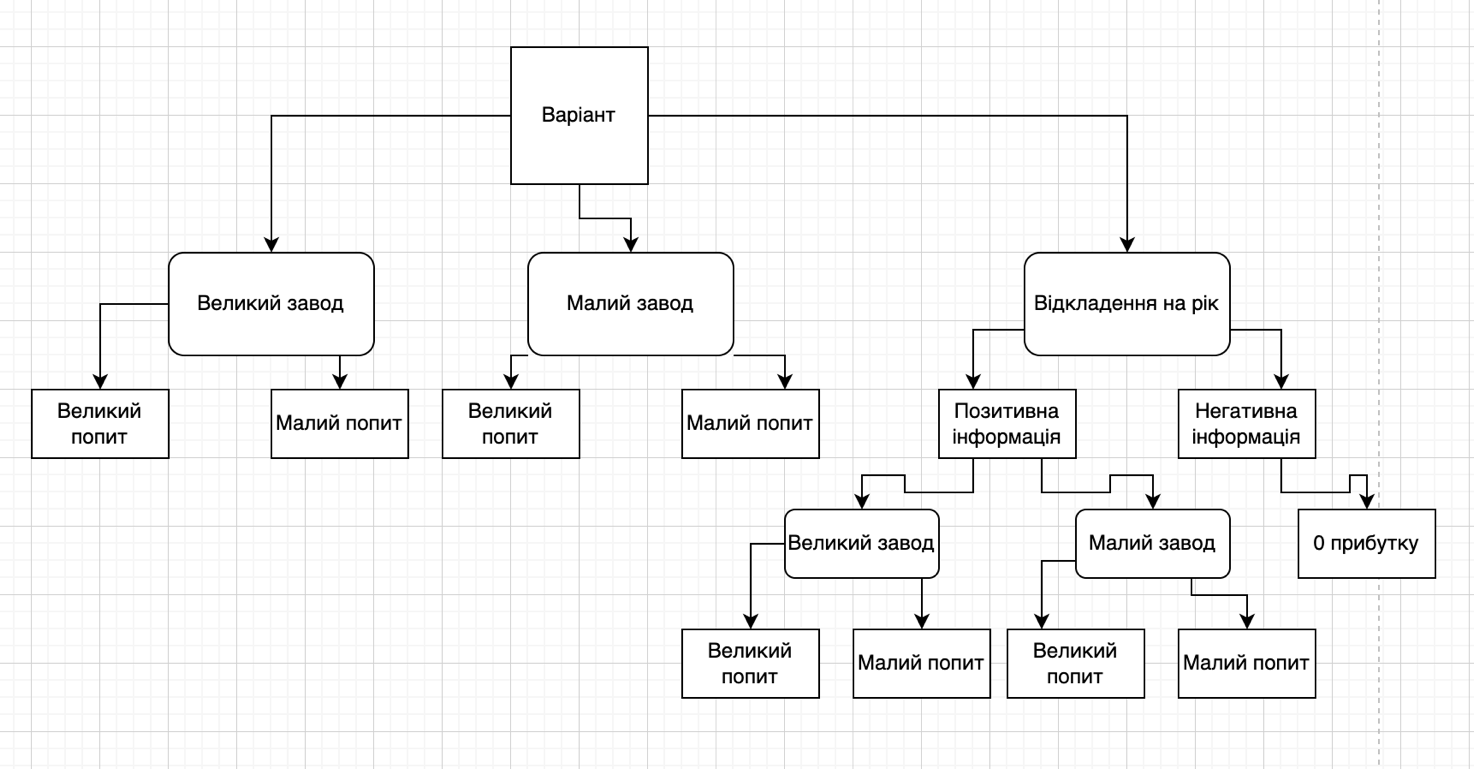 Варіант
Великий завод
Малий завод
Відкладення на рік
Великий
попит
Малий попит
Великий
попит
Малий попит
Позитивна
інформація
Негативна
інформація
Великий завод
Малий завод
0 прибутку
Великий
попит
Малий попит
Великий
попит
Малий попит